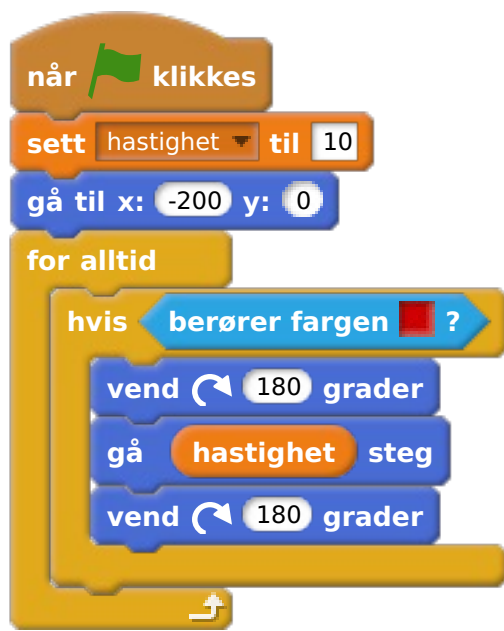 når klikkes
sett hastighet til 10
gå til x: -200 y: 0
for alltid
hvis berører fargen ?
vend 180 grader
gå hastighet steg
vend 180 grader